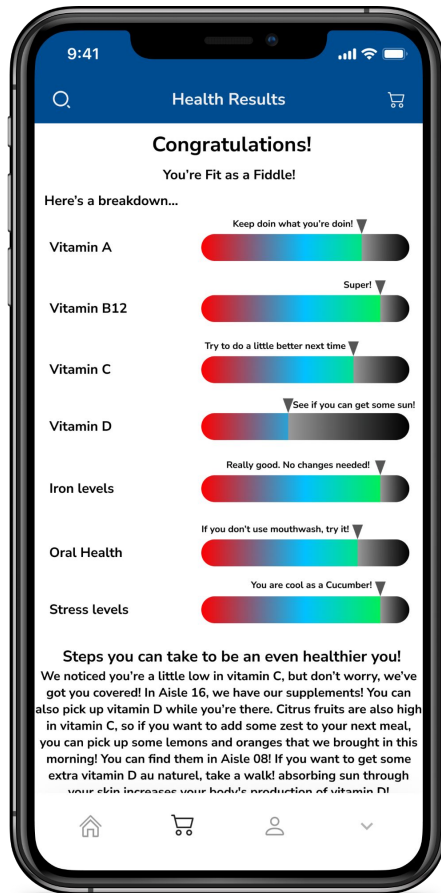 9:41
Health Results
Congratulations!
You're Fit as a Fiddle!
Here's a breakdown...
Keep doin what you're doin!
Vitamin A
Super!
Vitamin B12
Try to do a little better next time
Vitamin C
See if you can get some sun!
Vitamin D
Really good. No changes needed!
Iron levels
If you don't use mouthwash, try it!
Oral Health
You are cool as a Cucumber!
Stress levels
Steps you can take to be an even healthier you!
We noticed you're a little low in vitamin C, but don't worry, we've
got you covered! In Aisle 16, we have our supplements! You can
also pick up vitamin D while you're there. Citrus fruits are also high
in vitamin C, so if you want to add some zest to your next meal,
you can pick up some lemons and oranges that we brought in this
morning! You can find them in Aisle 08! If you want to get some
extra vitamin D au naturel, take a walk! absorbing sun through
your skin increases your body's production of vitamin D!